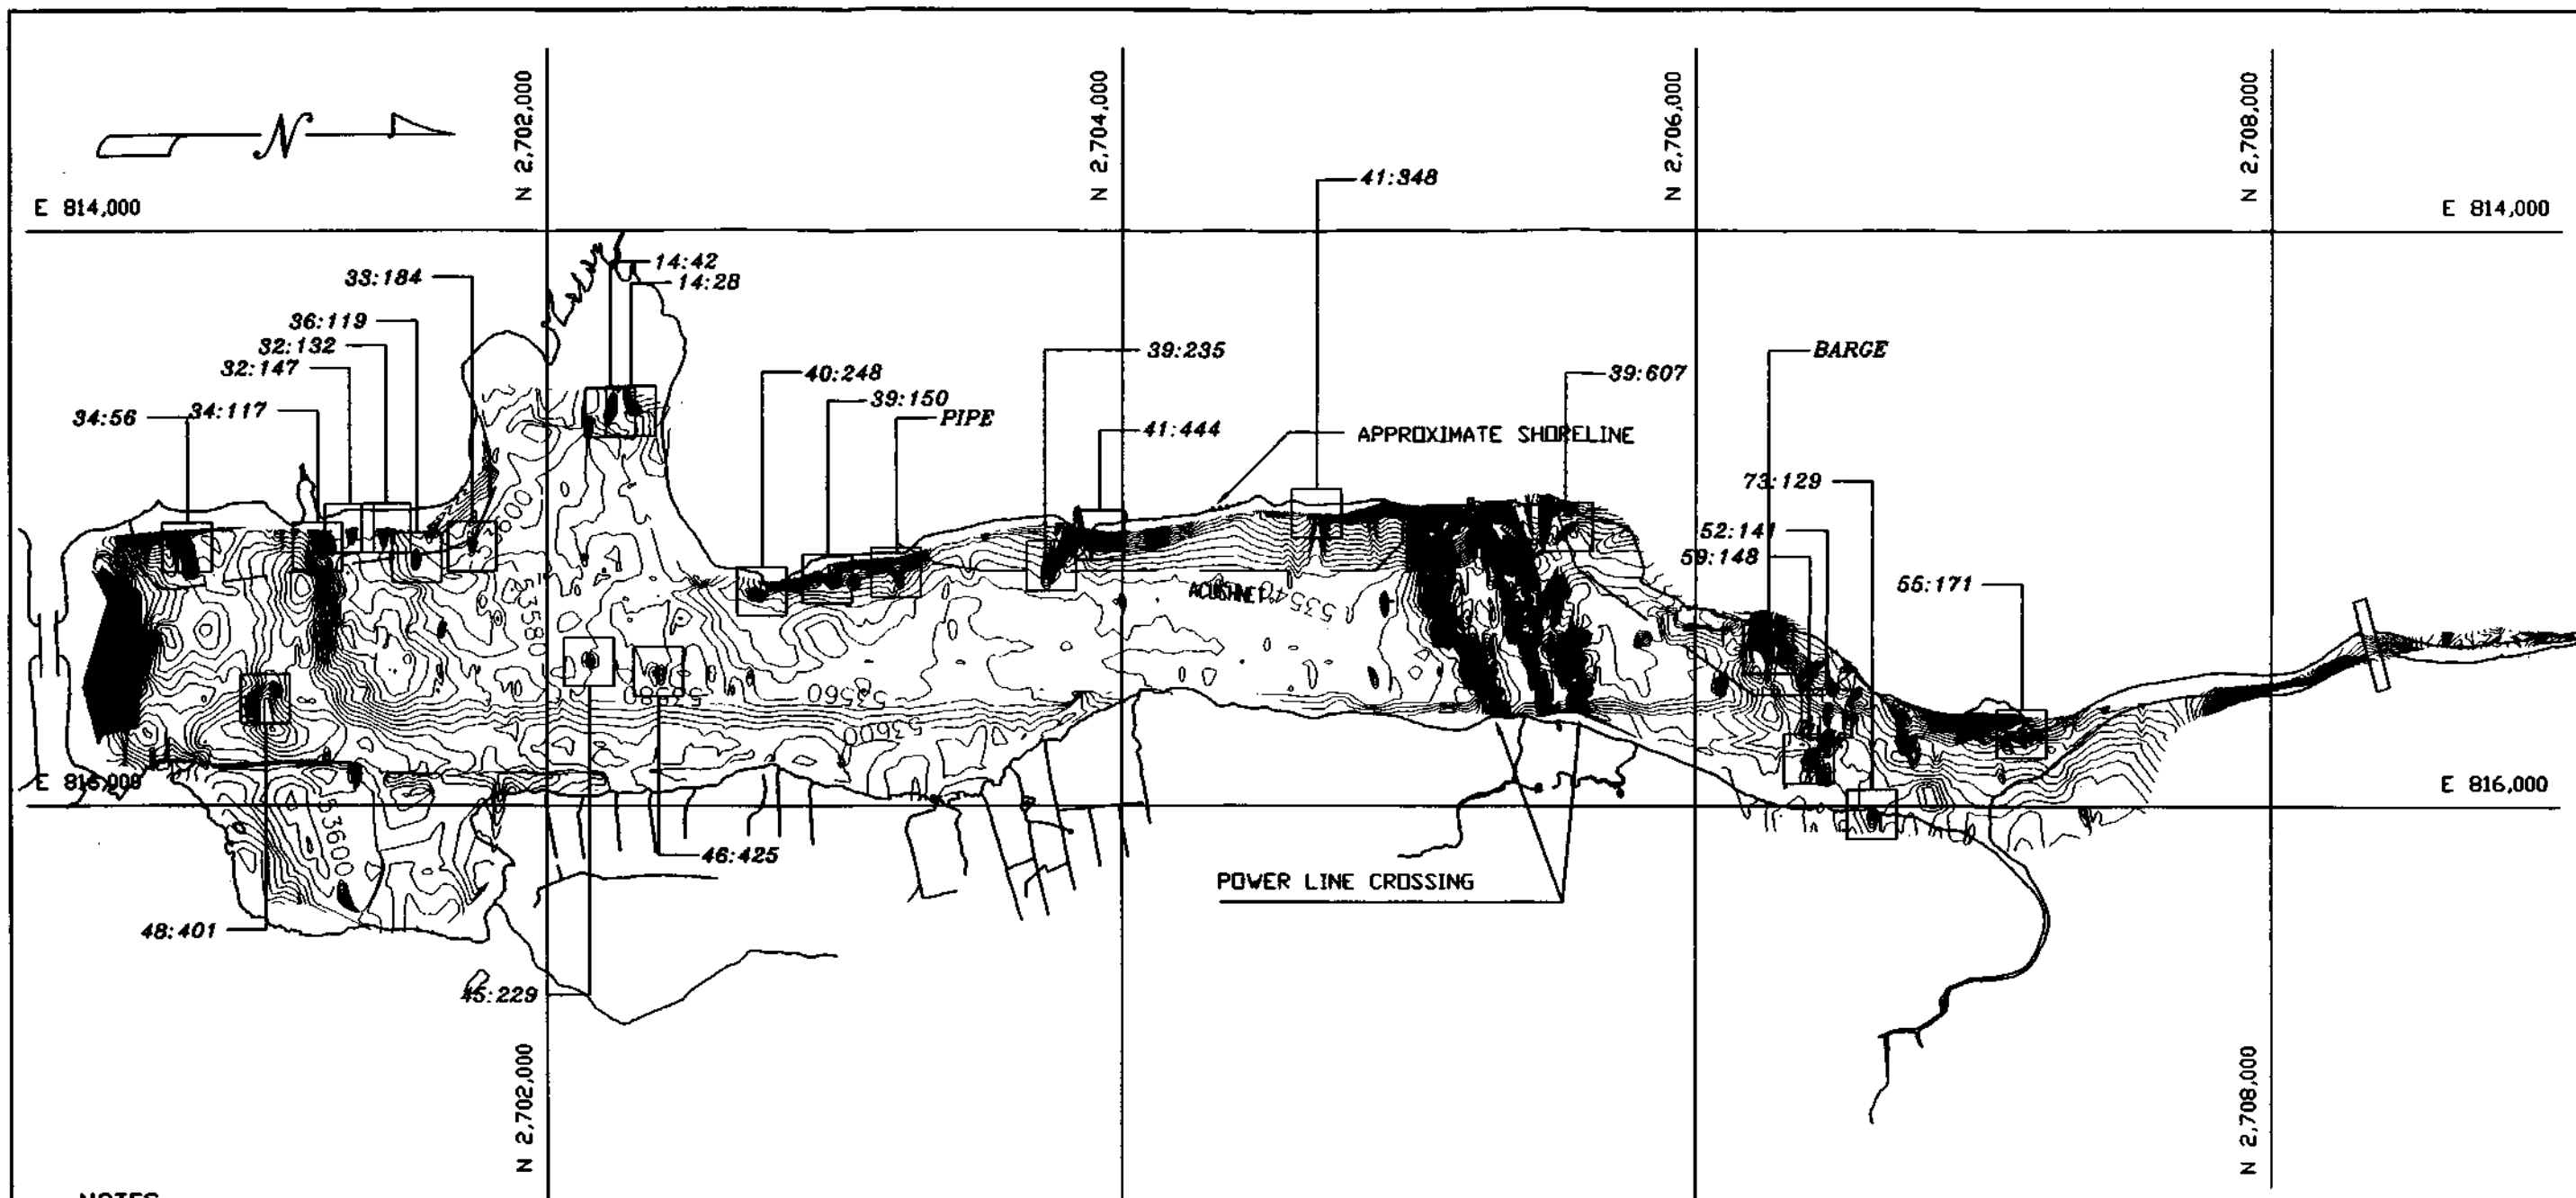 N 2,702,000
N 2,704,000
N 2,706,000
N 2,708,000
N
E 814,000
E 814,000
41:348
14:42
14:28
33:184
36:119
32:132
32:147
34:117
34:56
40:248
39:150
PIPE
39:235
41:444
APPROXIMATE SHORELINE
39:607
BARGE
73:129
52:141
59:148
55:171
ACUSHNET
53560
53600
53600
E 816,000
E 816,000
46:425
POWER LINE CROSSING
48:401
45:229
N 2,702,000
N 2,708,000
NOTES